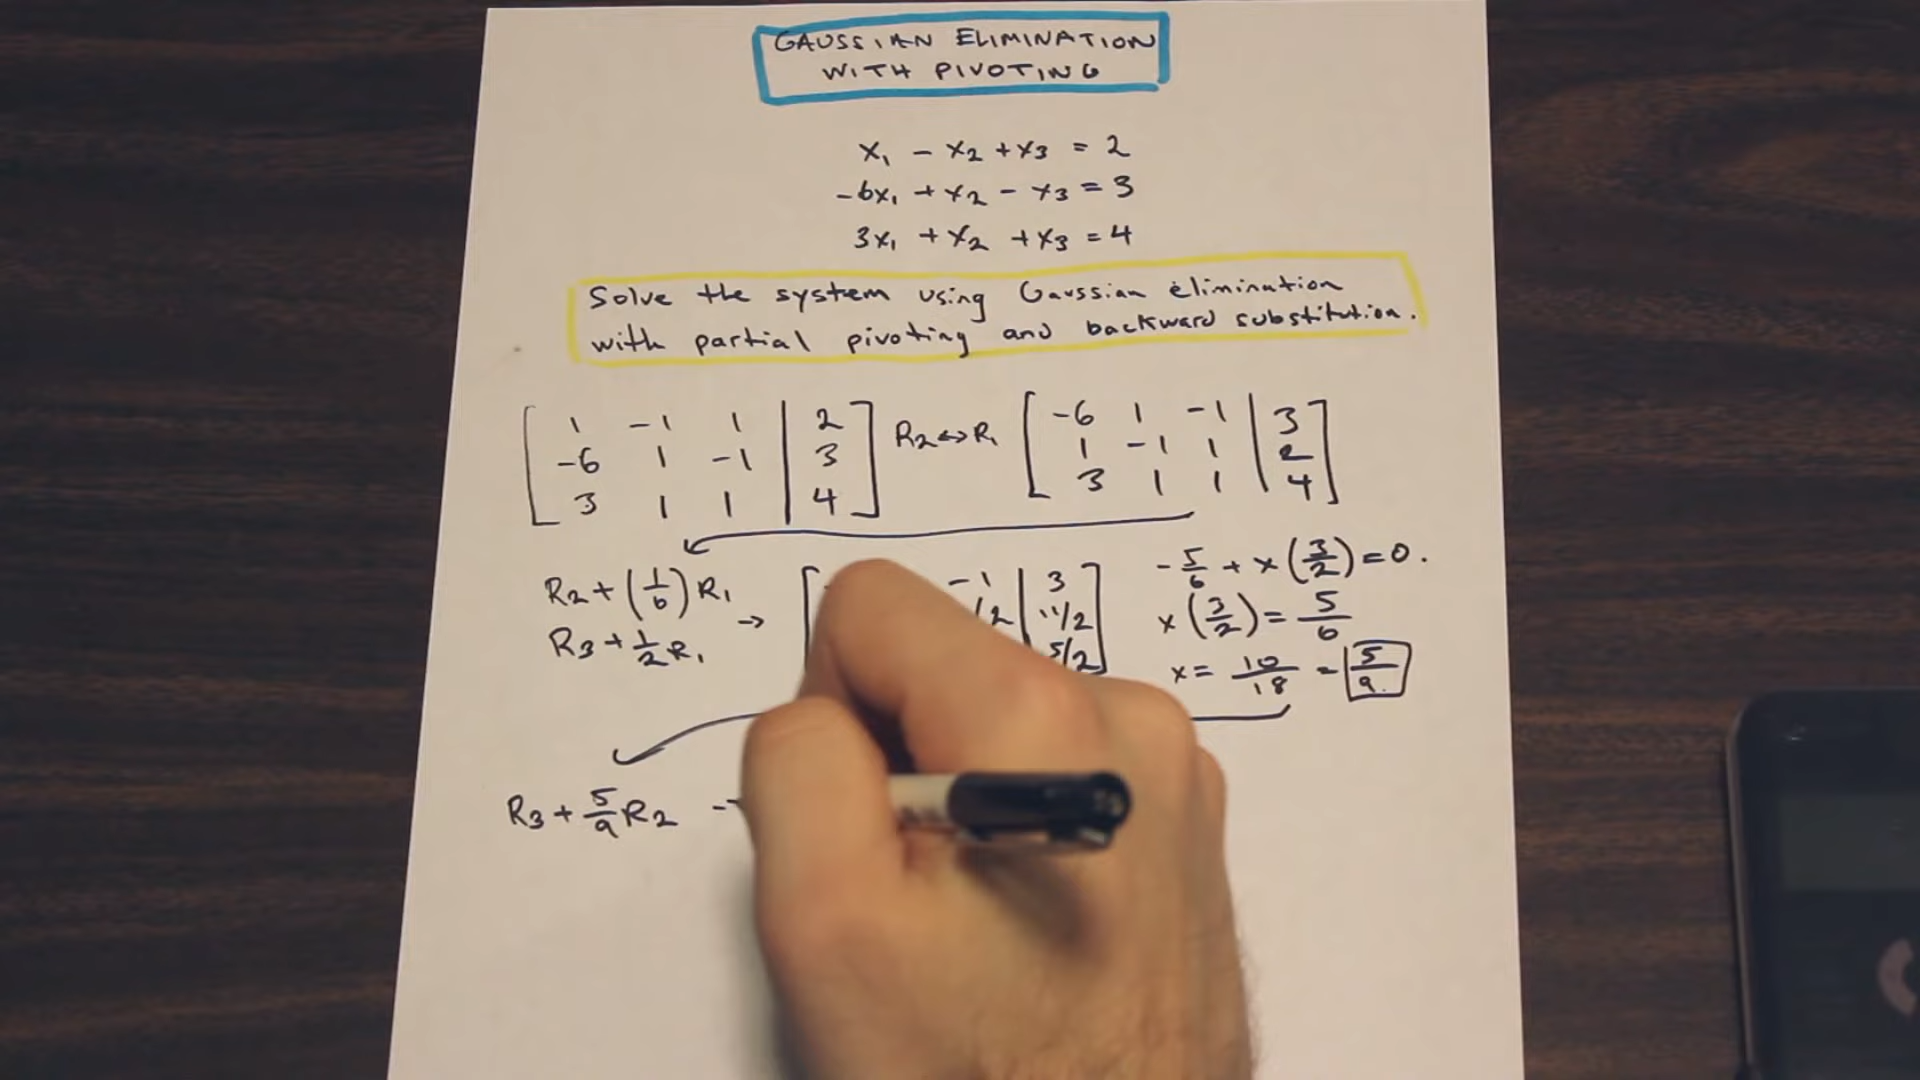 GAUSSIAN ELIMINATION
WITH PIVOTING
x₁ - x₂ + x₃ = 2
-6x₁ + x₂ - x₃ = 3
3x₁ + x₂ + x₃ = 4
Solve the system using Gaussian elimination
with partial pivoting and backward substitution.
1 -1 1 | 2
-6 1 -1 | 3
3 1 1 | 4
R₂↔R₁
-6 1 -1 | 3
1 -1 1 | 2
3 1 1 | 4
R₂ + (1/6) R₁
R₃ + 1/2 R₁
→
-1 | 3
/2 | 11/2
5/2
-5/6 + x (3/2) = 0.
x (3/2) = 5/6
x = 10/18 = 5/9
R₃ + 5/9 R₂